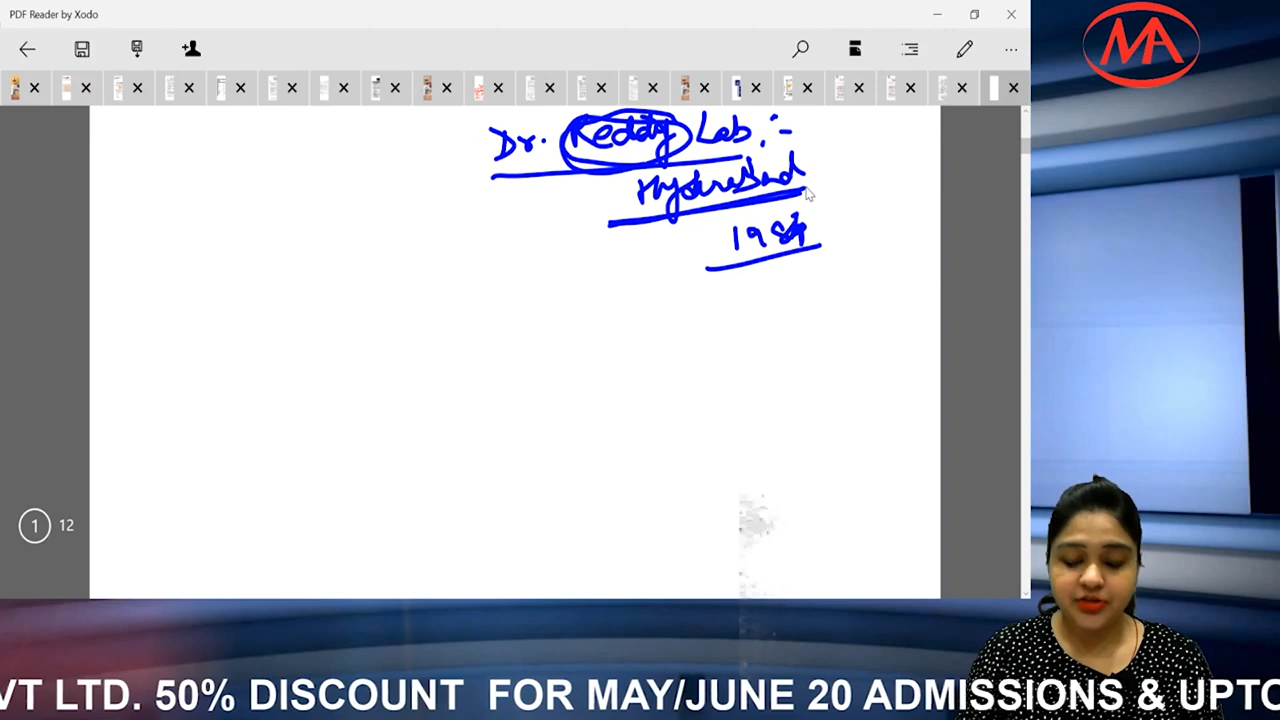 PDF Reader by Xodo
MA
Dr. Reddy Lab :-
Hyderabad
1984
1 12
VT LTD. 50% DISCOUNT FOR MAY/JUNE 20 ADMISSIONS & UPTO